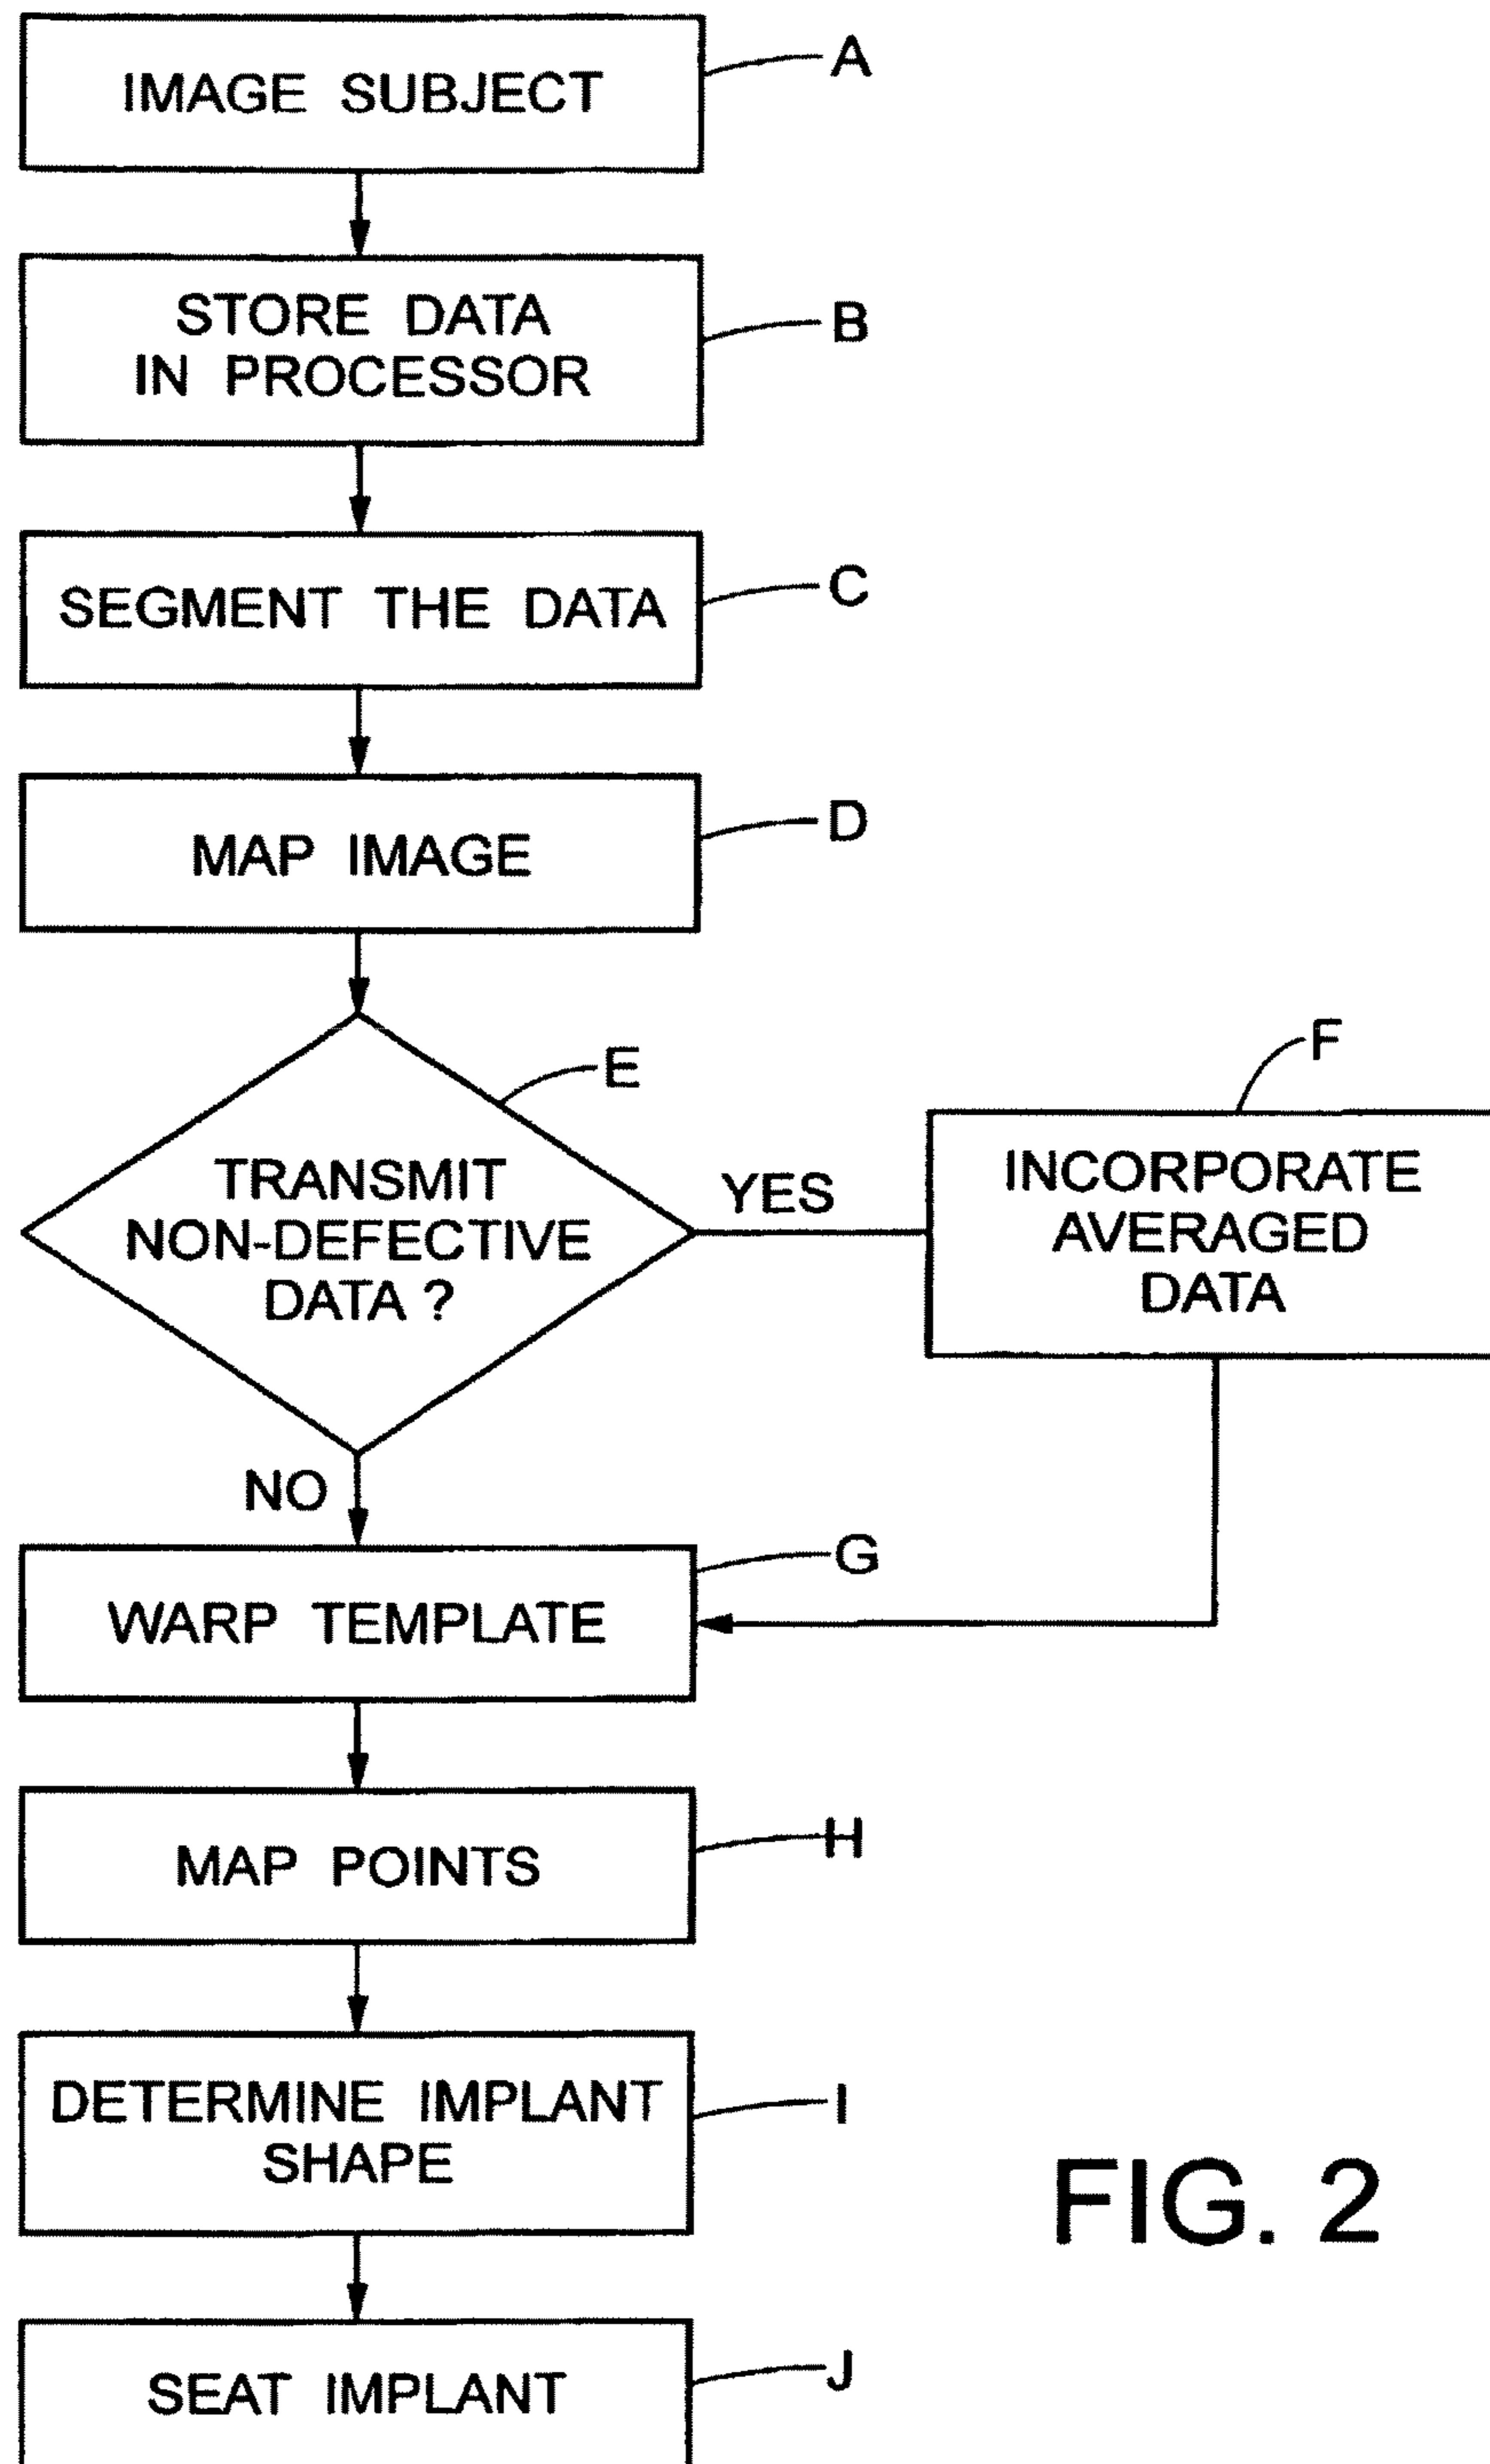 IMAGE SUBJECT
A
STORE DATA
IN PROCESSOR
B
SEGMENT THE DATA
C
MAP IMAGE
D
E
TRANSMIT
NON-DEFECTIVE
DATA ?
YES
F
INCORPORATE
AVERAGED
DATA
NO
WARP TEMPLATE
G
MAP POINTS
H
DETERMINE IMPLANT
SHAPE
I
SEAT IMPLANT
J
FIG. 2